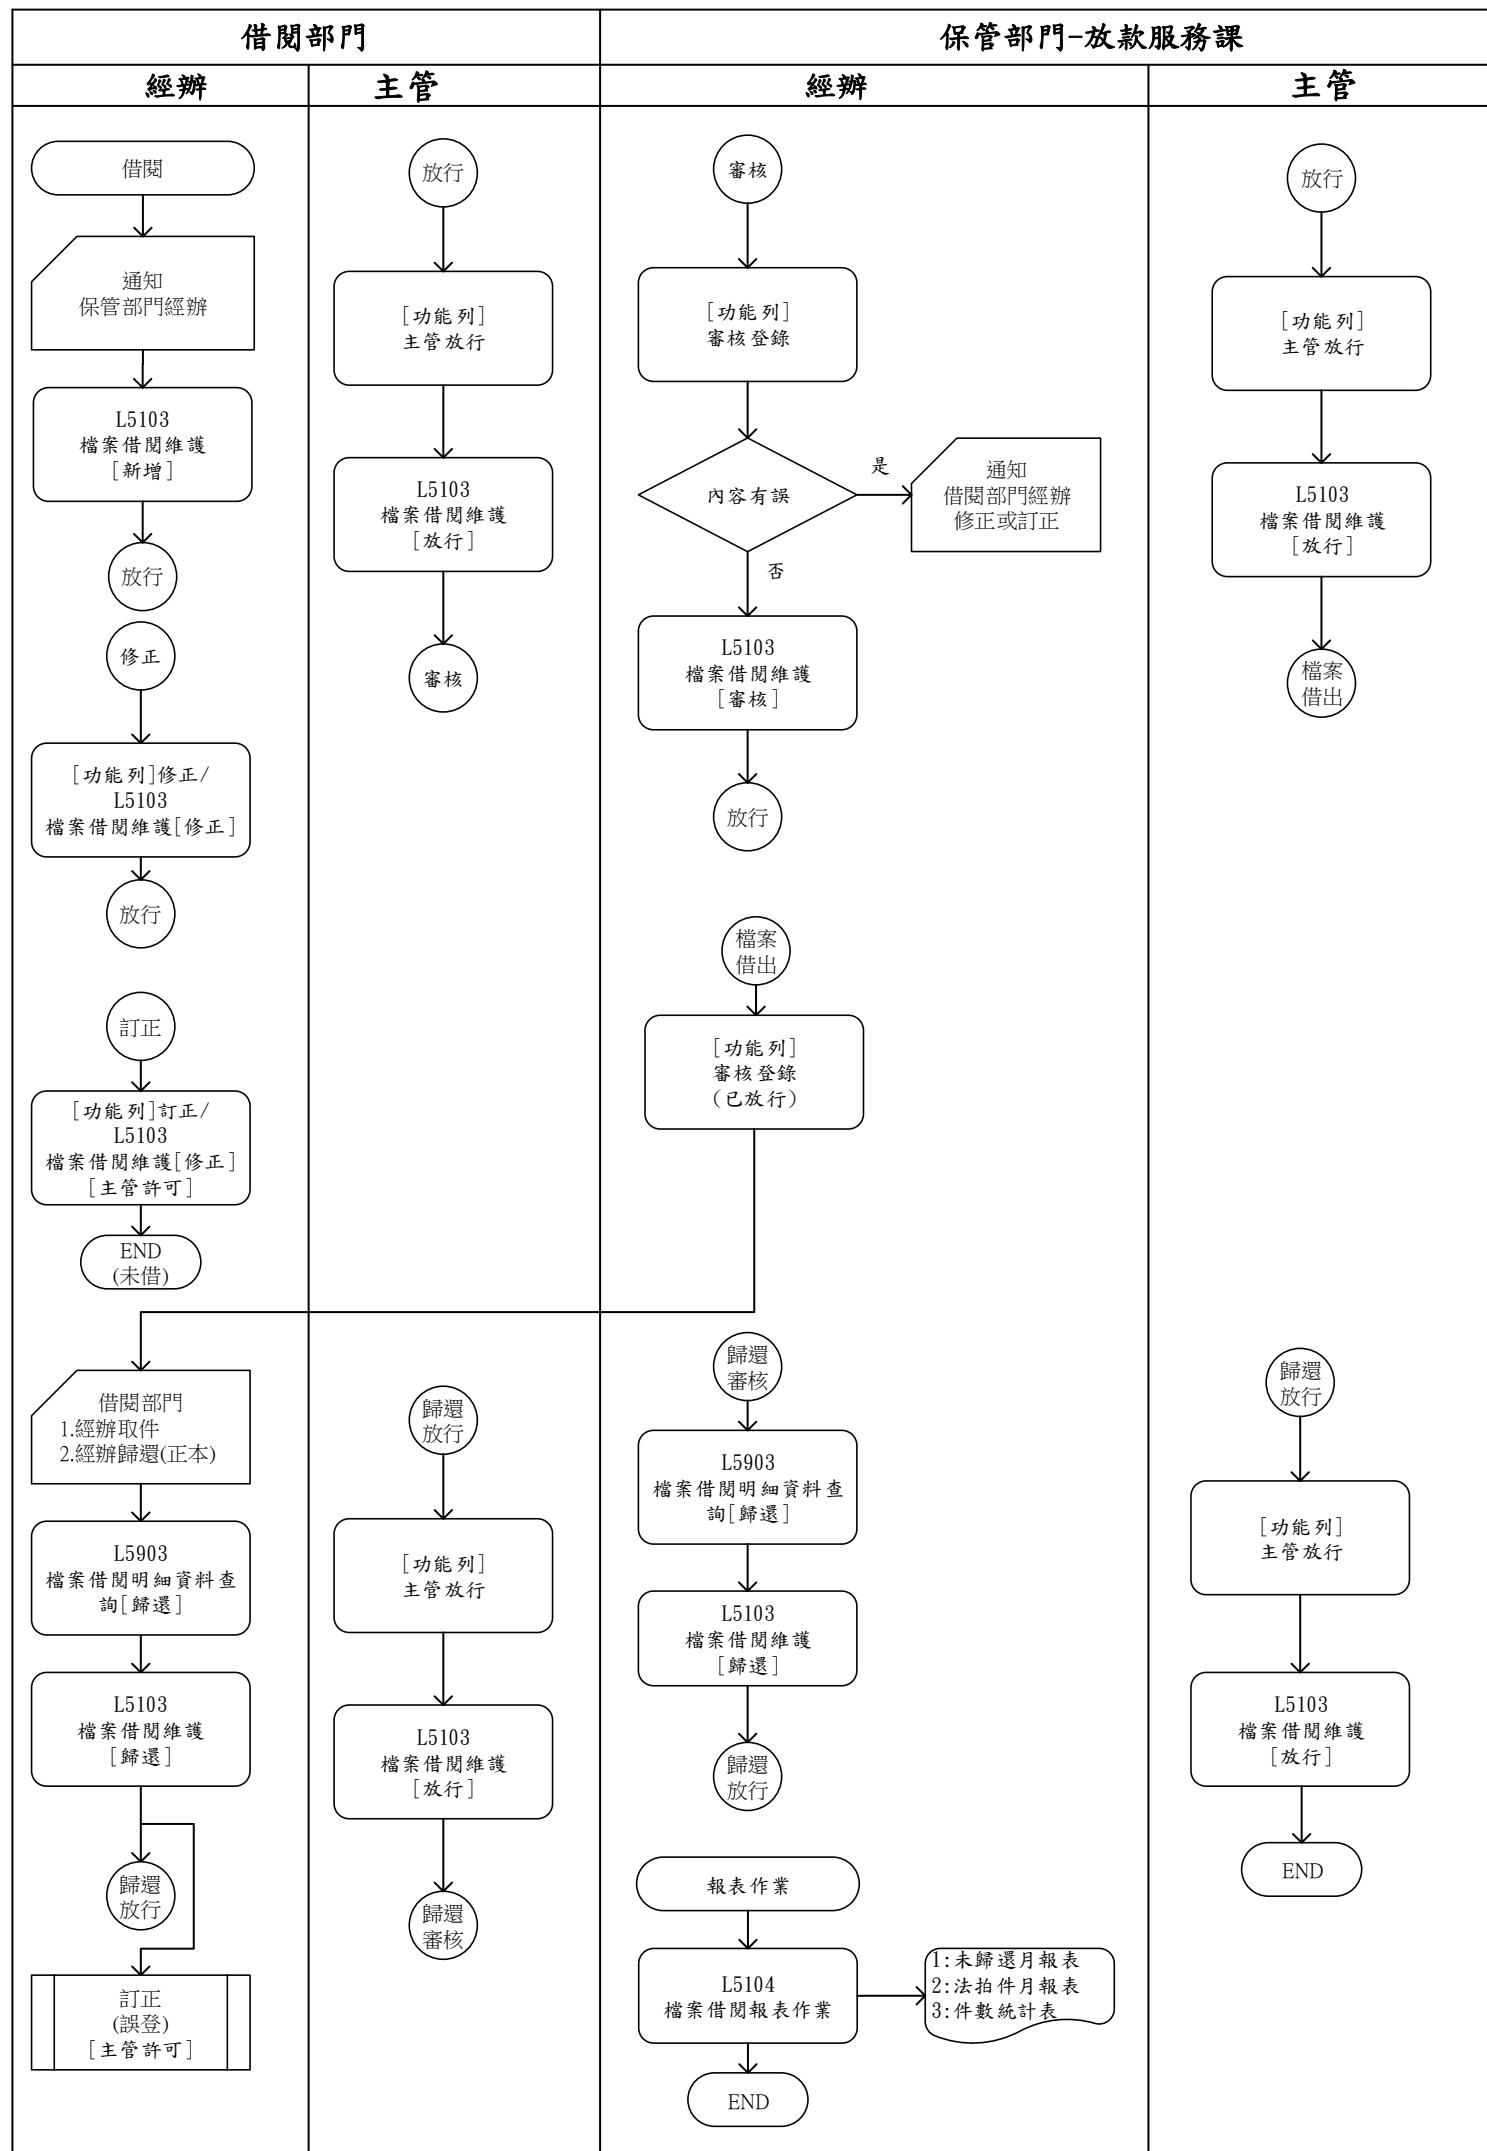 借閱部門
保管部門-放款服務課
經辦
主管
經辦
主管
借閱
通知
保管部門經辦
L5103
檔案借閱維護
[新增]
放行
修正
[功能列]修正/
L5103
檔案借閱維護[修正]
放行
訂正
[功能列]訂正/
L5103
檔案借閱維護[修正]
[主管許可]
END
(未借)
放行
[功能列]
主管放行
L5103
檔案借閱維護
[放行]
審核
審核
[功能列]
審核登錄
內容有誤
是
通知
借閱部門經辦
修正或訂正
否
L5103
檔案借閱維護
[審核]
放行
放行
[功能列]
主管放行
L5103
檔案借閱維護
[放行]
檔案
借出
檔案
借出
[功能列]
審核登錄
(已放行)
借閱部門
1.經辦取件
2.經辦歸還(正本)
L5903
檔案借閱明細資料查
詢[歸還]
L5103
檔案借閱維護
[歸還]
歸還
放行
訂正
(誤登)
[主管許可]
歸還
放行
[功能列]
主管放行
L5103
檔案借閱維護
[放行]
歸還
審核
歸還
審核
L5903
檔案借閱明細資料查
詢[歸還]
L5103
檔案借閱維護
[歸還]
歸還
放行
歸還
放行
[功能列]
主管放行
L5103
檔案借閱維護
[放行]
END
報表作業
L5104
檔案借閱報表作業
1:未歸還月報表
2:法拍件月報表
3:件數統計表
END